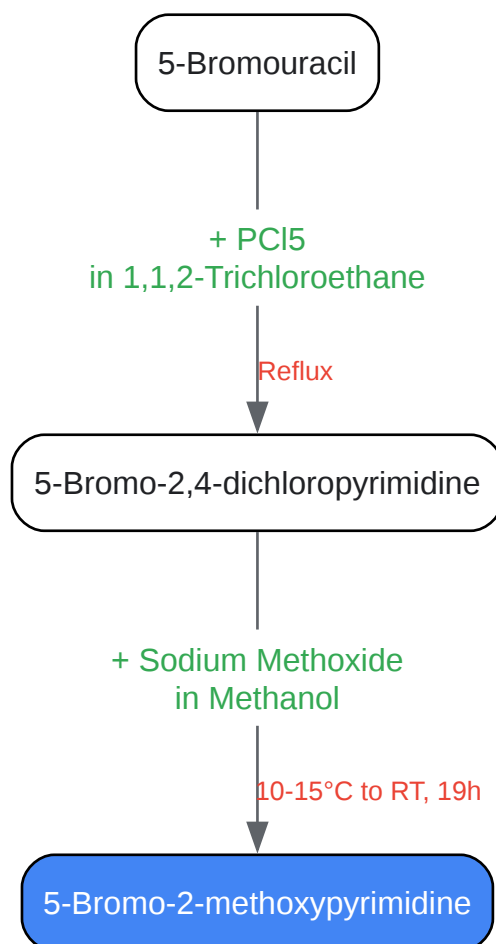 5-Bromouracil
+ PCl5
in 1,1,2-Trichloroethane
Reflux
5-Bromo-2,4-dichloropyrimidine
+ Sodium Methoxide
in Methanol
10-15°C to RT, 19h
5-Bromo-2-methoxypyrimidine